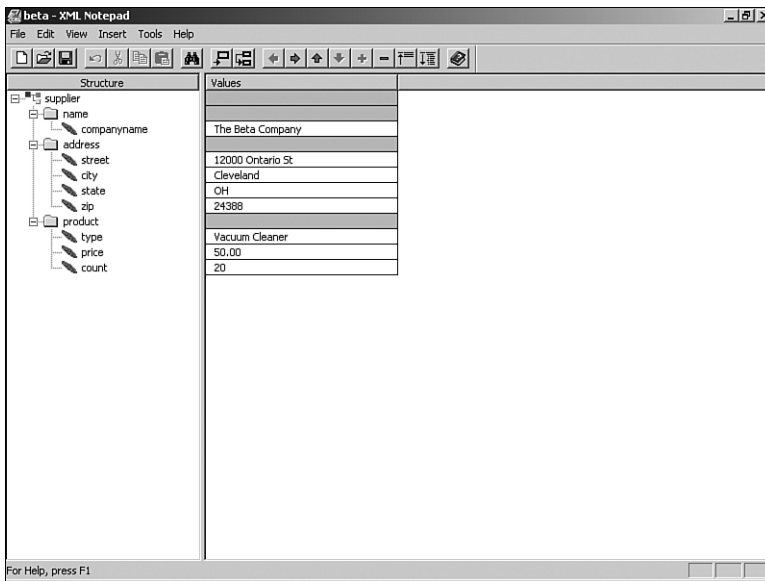 beta - XML Notepad
File Edit View Insert Tools Help
Structure Values
supplier
name
companyname The Beta Company
address
street 12000 Ontario St
city Cleveland
state OH
zip 24388
product
type Vacuum Cleaner
price 50.00
count 20
For Help, press F1